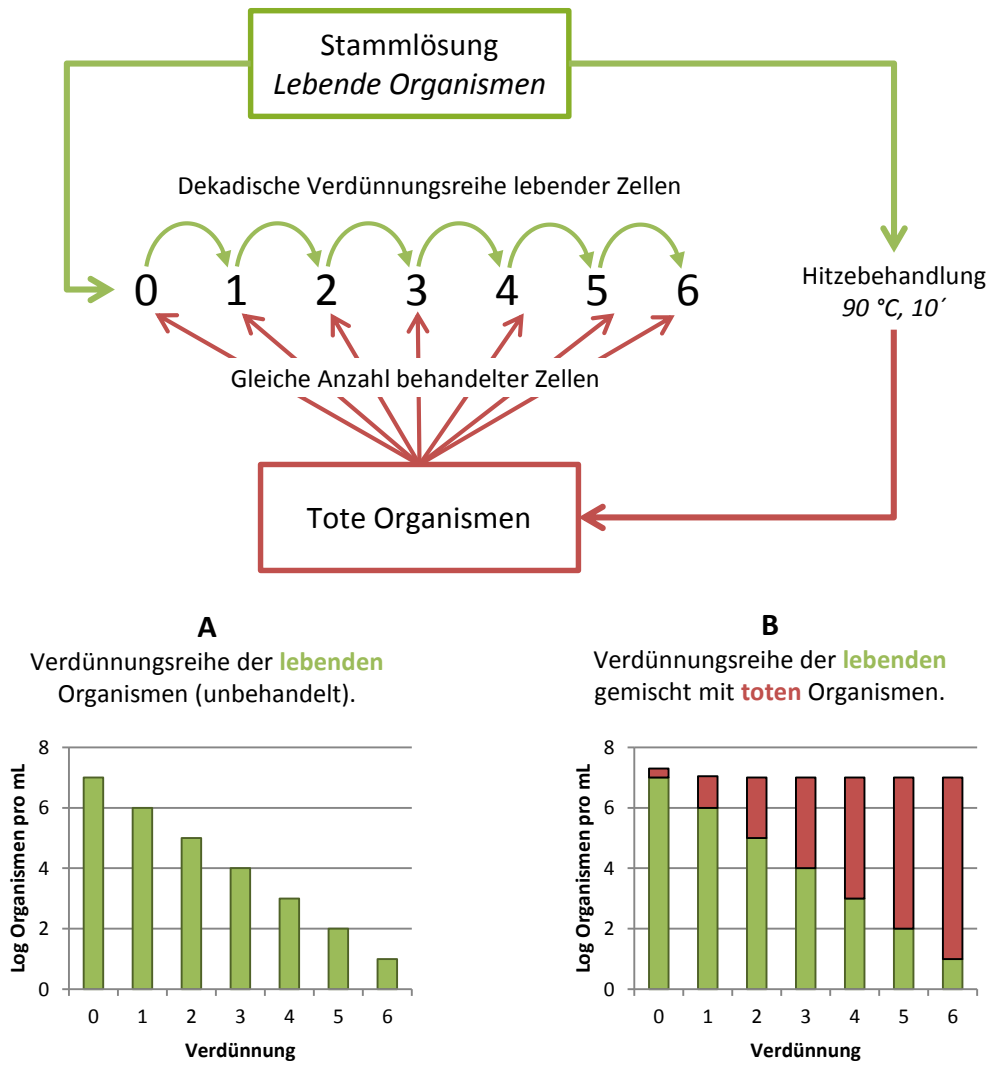 Stammlösung
Lebende Organismen
Dekadische Verdünnungsreihe lebender Zellen
0 1 2 3 4 5 6
Hitzebehandlung
90 °C, 10´
Gleiche Anzahl behandelter Zellen
Tote Organismen
A
Verdünnungsreihe der lebenden
Organismen (unbehandelt).
Log Organismen pro mL
8
6
4
2
0
0 1 2 3 4 5 6
Verdünnung
B
Verdünnungsreihe der lebenden
gemischt mit toten Organismen.
Log Organismen pro mL
8
6
4
2
0
0 1 2 3 4 5 6
Verdünnung